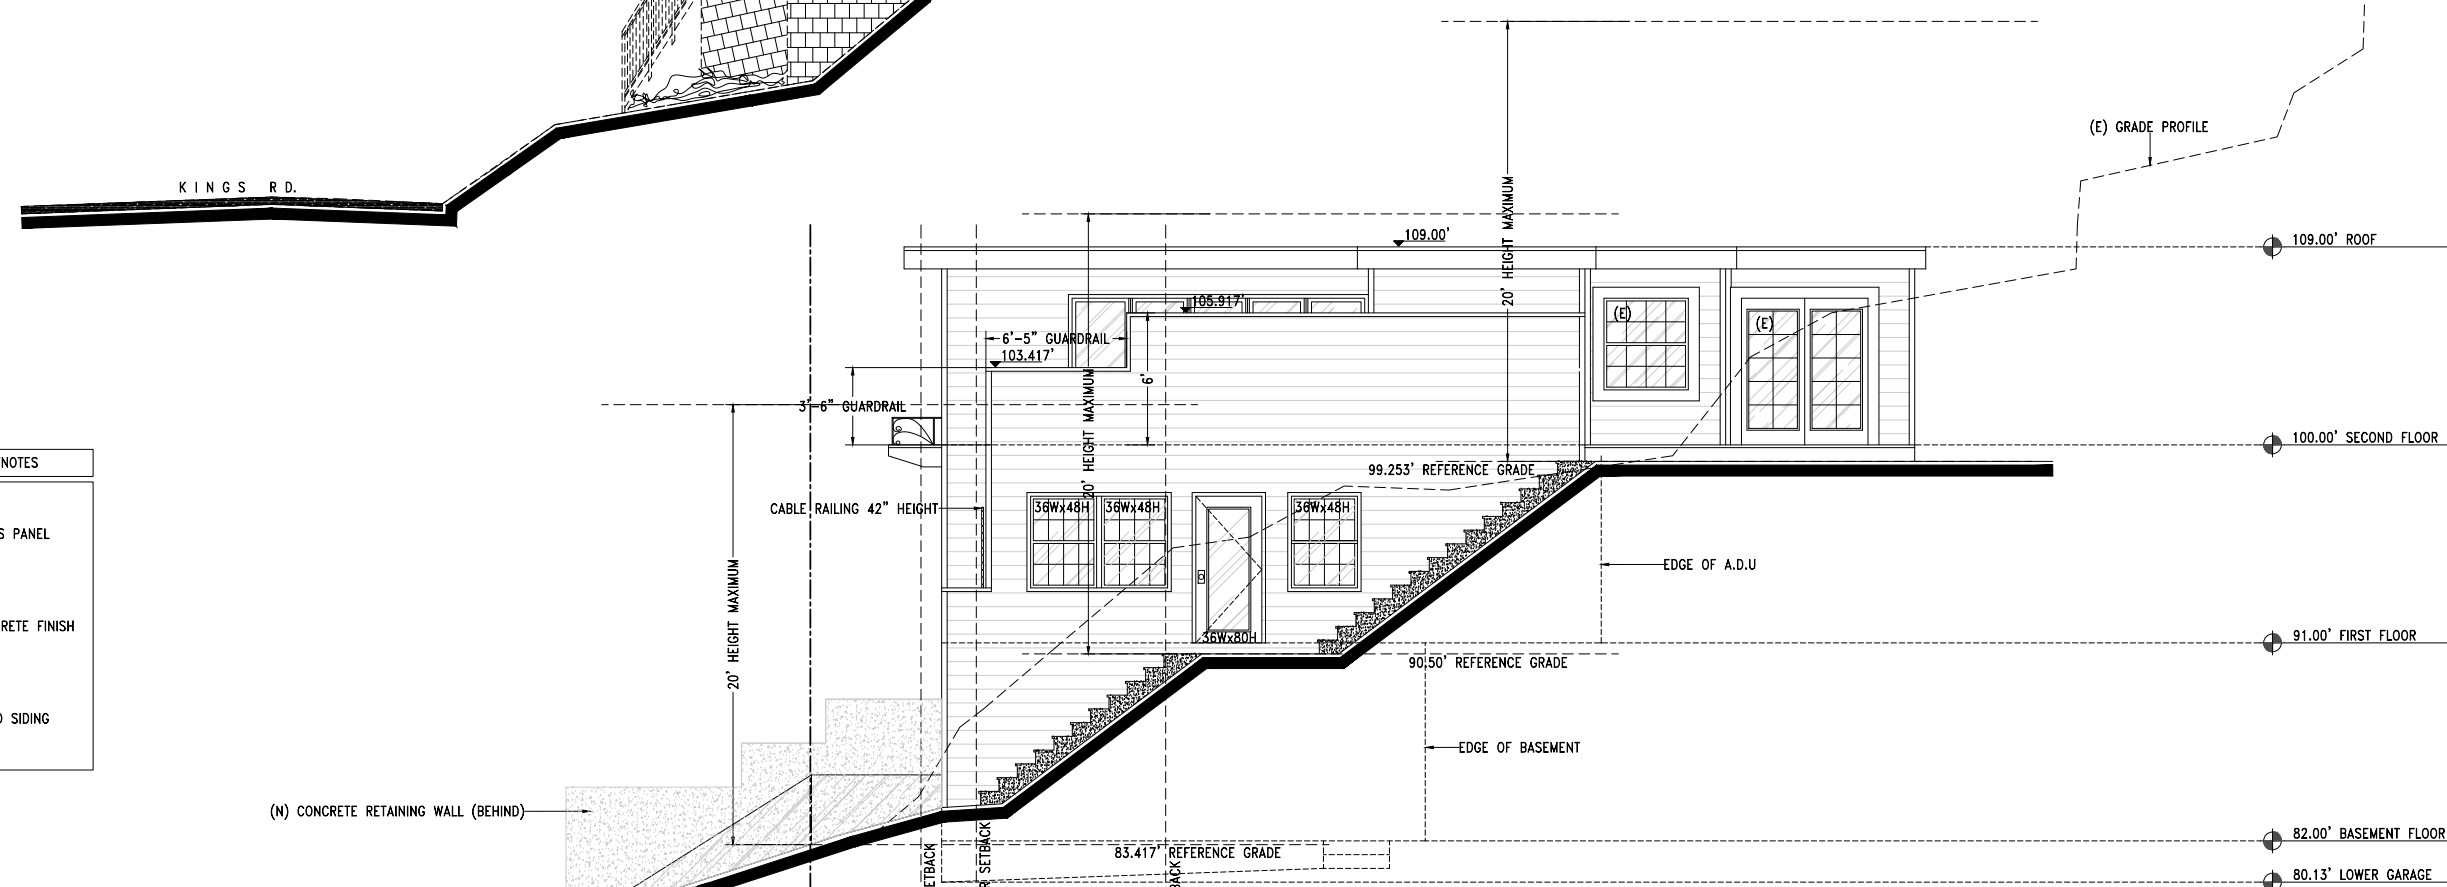 (E) GRADE PROFILE
KINGS RD.
20' HEIGHT MAXIMUM
109.00'
109.00' ROOF
105.917'
(E)
(E)
6'-5" GUARDRAIL
103.417'
6'
20' HEIGHT MAXIMUM
3'-6" GUARDRAIL
100.00' SECOND FLOOR
NOTES
99.253' REFERENCE GRADE
CABLE RAILING 42" HEIGHT
36Wx48H
36Wx48H
36Wx48H
S PANEL
EDGE OF A.D.U
20' HEIGHT MAXIMUM
RETE FINISH
36Wx80H
91.00' FIRST FLOOR
90.50' REFERENCE GRADE
SIDING
EDGE OF BASEMENT
(N) CONCRETE RETAINING WALL (BEHIND)
82.00' BASEMENT FLOOR
83.417' REFERENCE GRADE
ETBACK
R SETBACK
BACK
80.13' LOWER GARAGE